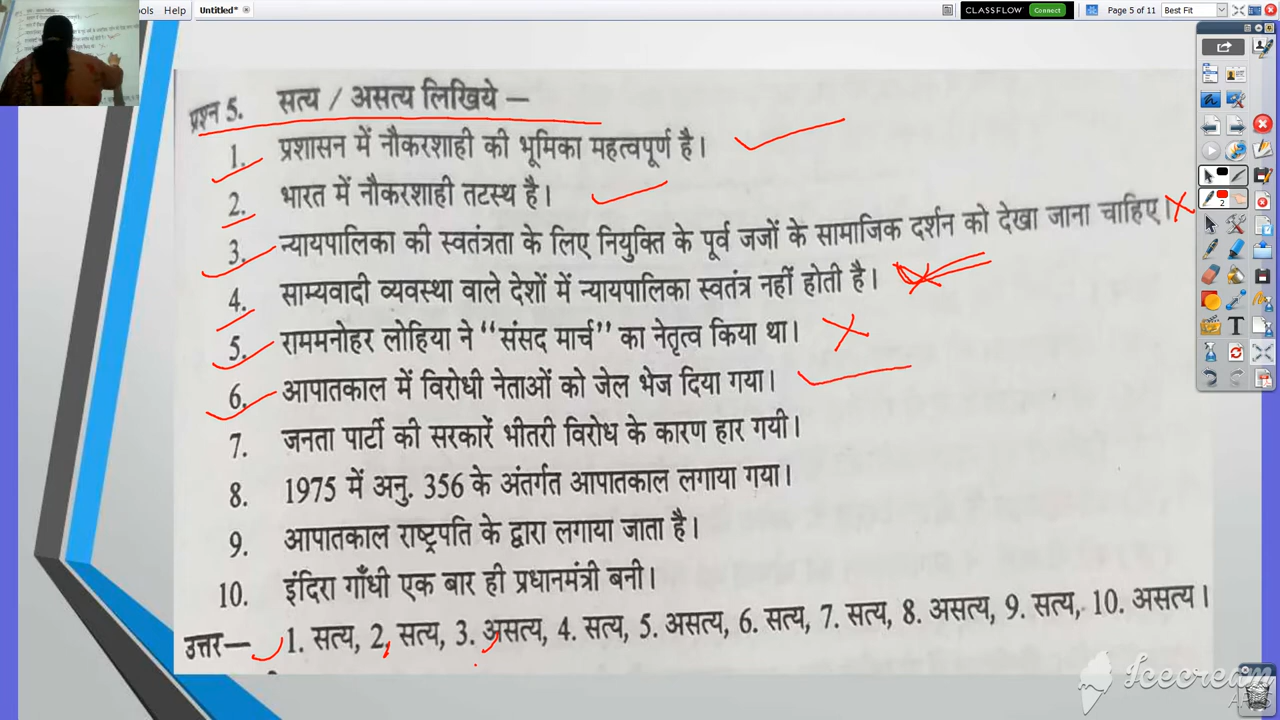 ols Help Untitled* CLASSFLOW Connect Page 5 of 11 Best Fit
प्रश्न 5. सत्य / असत्य लिखिये –
1. प्रशासन में नौकरशाही की भूमिका महत्वपूर्ण है।
2. भारत में नौकरशाही तटस्थ है।
3. न्यायपालिका की स्वतंत्रता के लिए नियुक्ति के पूर्व जजों के सामाजिक दर्शन को देखा जाना चाहिए।
4. साम्यवादी व्यवस्था वाले देशों में न्यायपालिका स्वतंत्र नहीं होती है।
5. राममनोहर लोहिया ने “संसद मार्च” का नेतृत्व किया था।
6. आपातकाल में विरोधी नेताओं को जेल भेज दिया गया।
7. जनता पार्टी की सरकारें भीतरी विरोध के कारण हार गयी।
8. 1975 में अनु. 356 के अंतर्गत आपातकाल लगाया गया।
9. आपातकाल राष्ट्रपति के द्वारा लगाया जाता है।
10. इंदिरा गाँधी एक बार ही प्रधानमंत्री बनी।
उत्तर– 1. सत्य, 2, सत्य, 3. असत्य, 4. सत्य, 5. असत्य, 6. सत्य, 7. सत्य, 8. असत्य, 9. सत्य, 10. असत्य।
Icecream
APPS